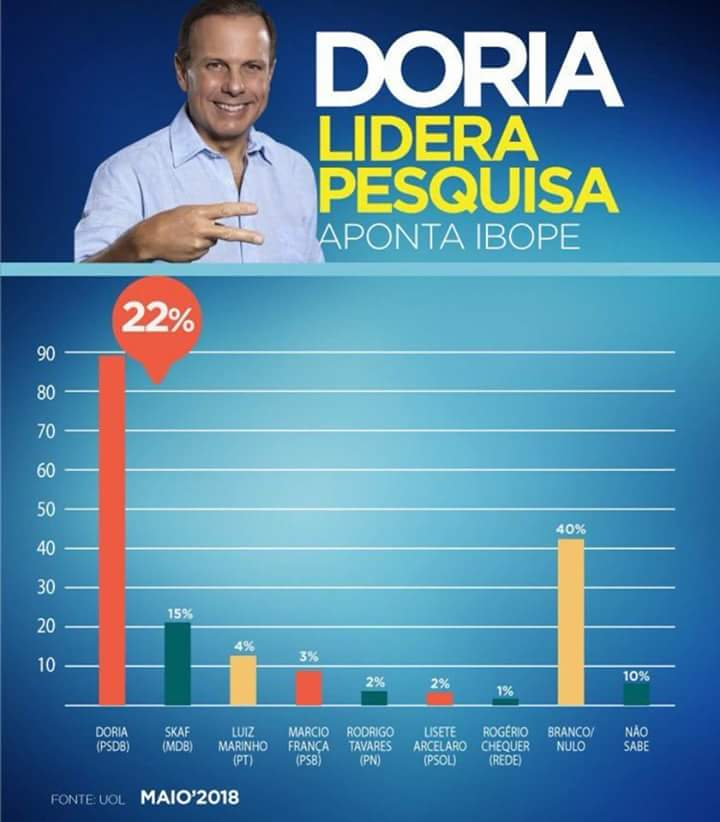 DORIA
LIDERA
PESQUISA
APONTA IBOPE
22%
90
80
70
60
50
40
30
20
10
15%
4%
3%
2%
2%
1%
40%
10%
DORIA
(PSDB)
SKAF
(MDB)
LUIZ
MARINHO
(PT)
MARCIO
FRANÇA
(PSB)
RODRIGO
TAVARES
(PN)
LISETE
ARCELARO
(PSOL)
ROGÉRIO
CHEQUER
(REDE)
BRANCO/
NULO
NÃO
SABE
FONTE: UOL MAIO'2018